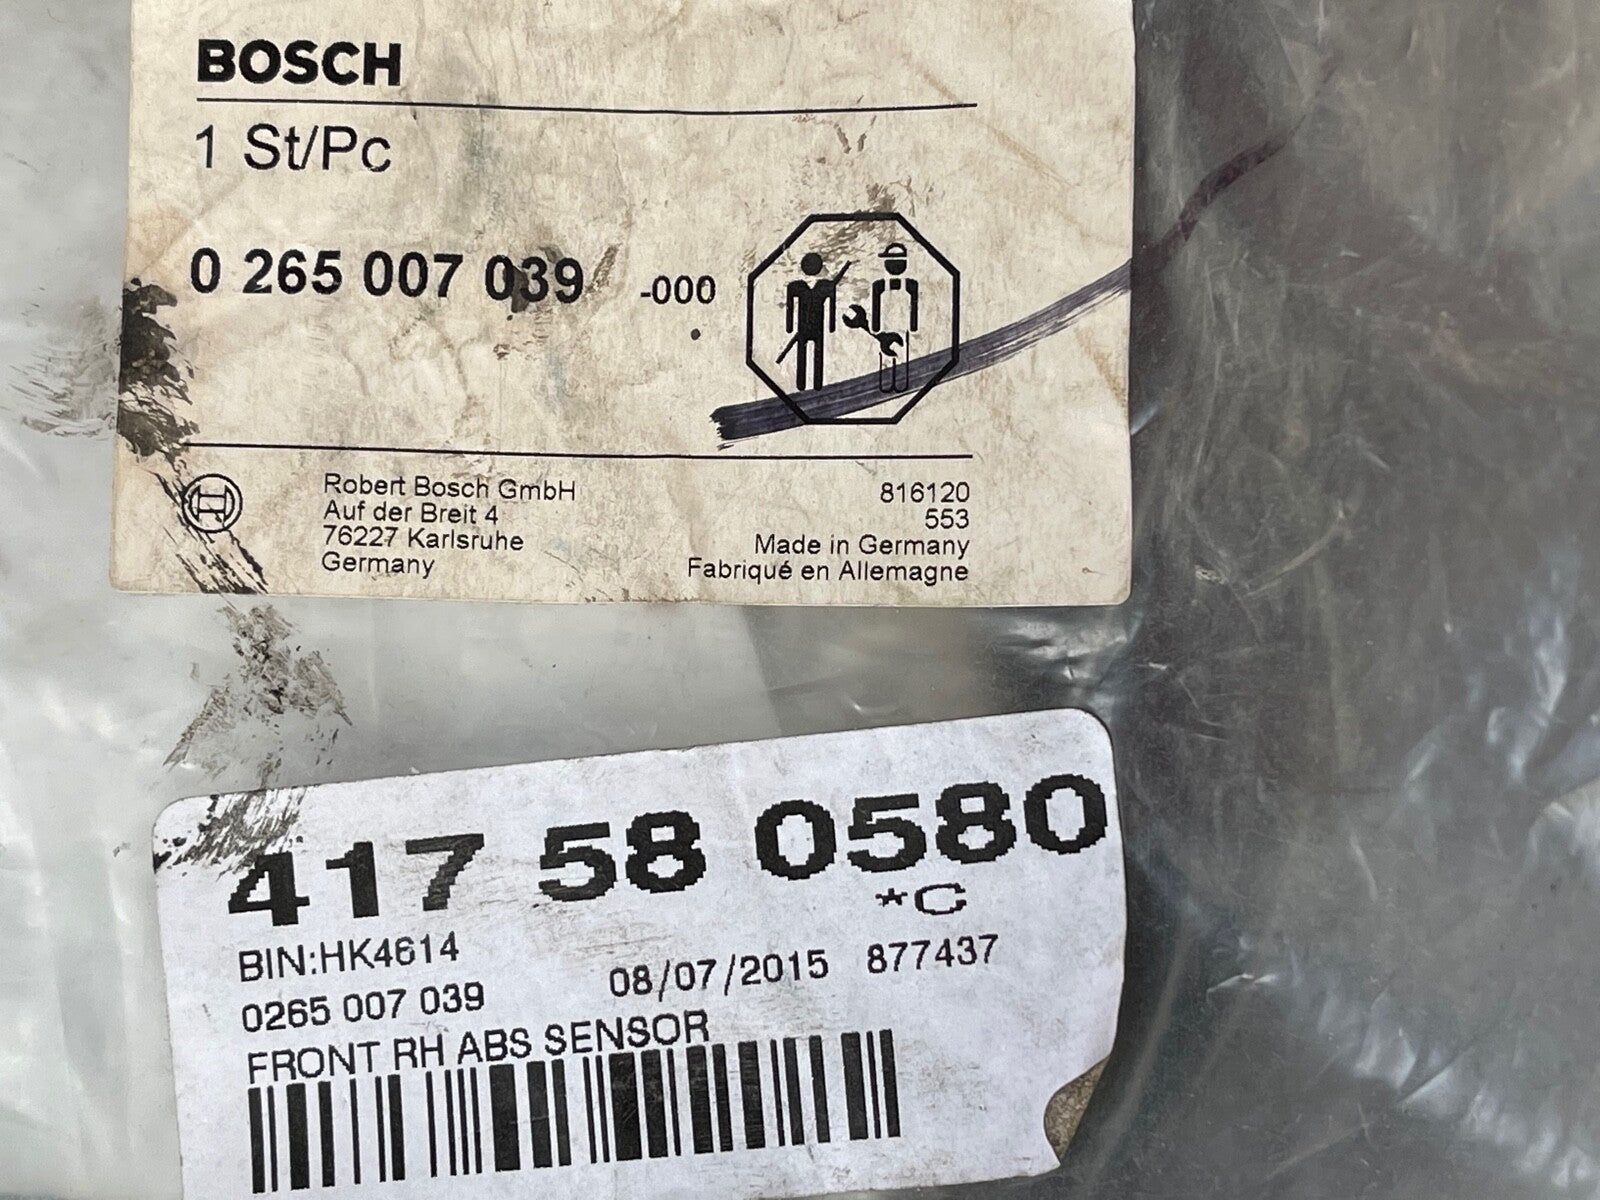 BOSCH
1 St/Pc
0 265 007 039 -000
Robert Bosch GmbH
Auf der Breit 4
76227 Karlsruhe
Germany
816120
553
Made in Germany
Fabriqué en Allemagne
417 58 0580
*C
BIN:HK4614
0265 007 039 08/07/2015 877437
FRONT RH ABS SENSOR